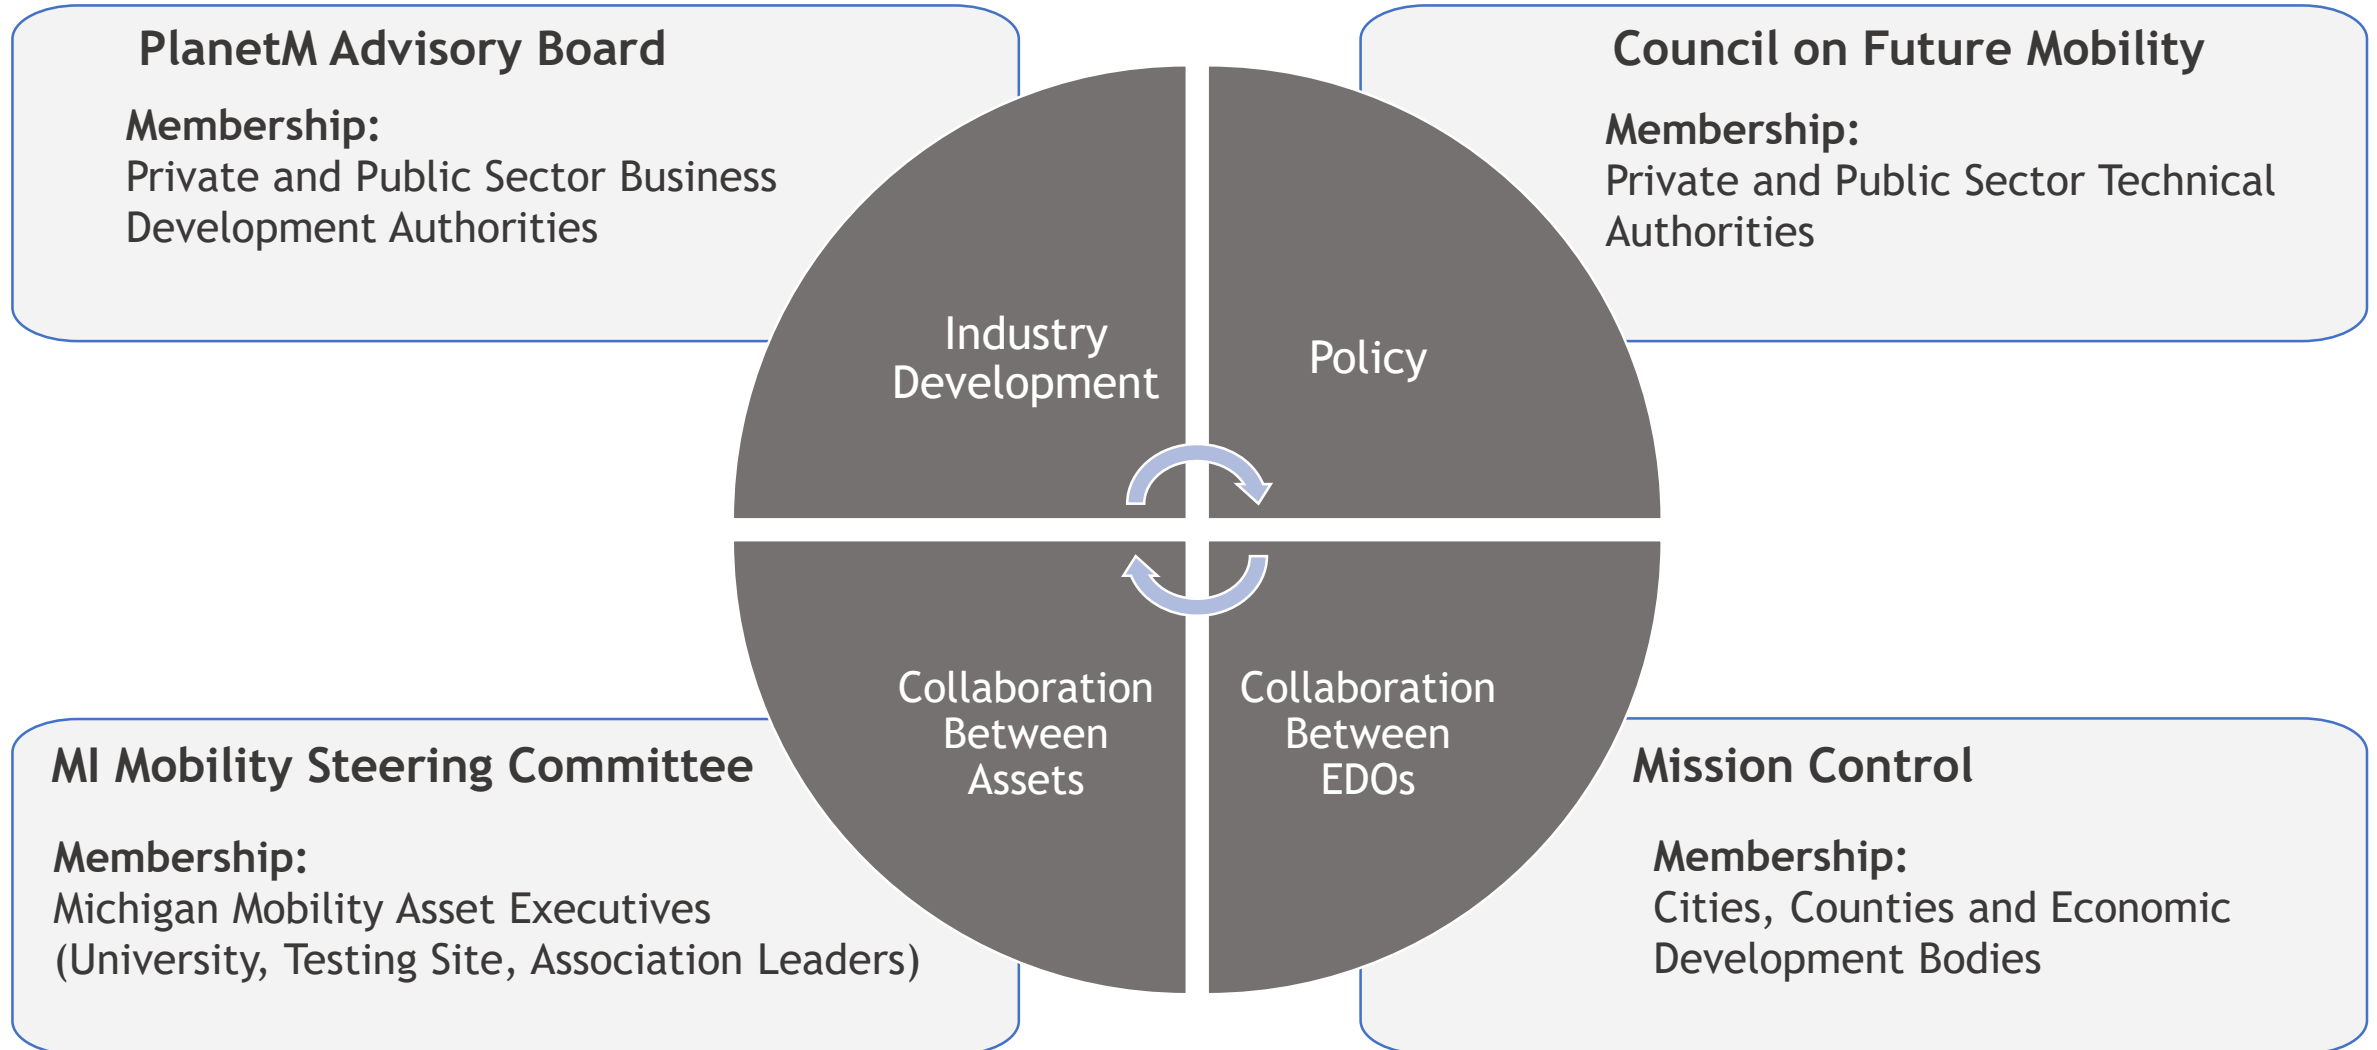 PlanetM Advisory Board
Membership:
Private and Public Sector Business
Development Authorities
Council on Future Mobility
Membership:
Private and Public Sector Technical
Authorities
Industry
Development
Policy
Collaboration
Between
Assets
Collaboration
Between
EDOs
MI Mobility Steering Committee
Membership:
Michigan Mobility Asset Executives
(University, Testing Site, Association Leaders)
Mission Control
Membership:
Cities, Counties and Economic
Development Bodies